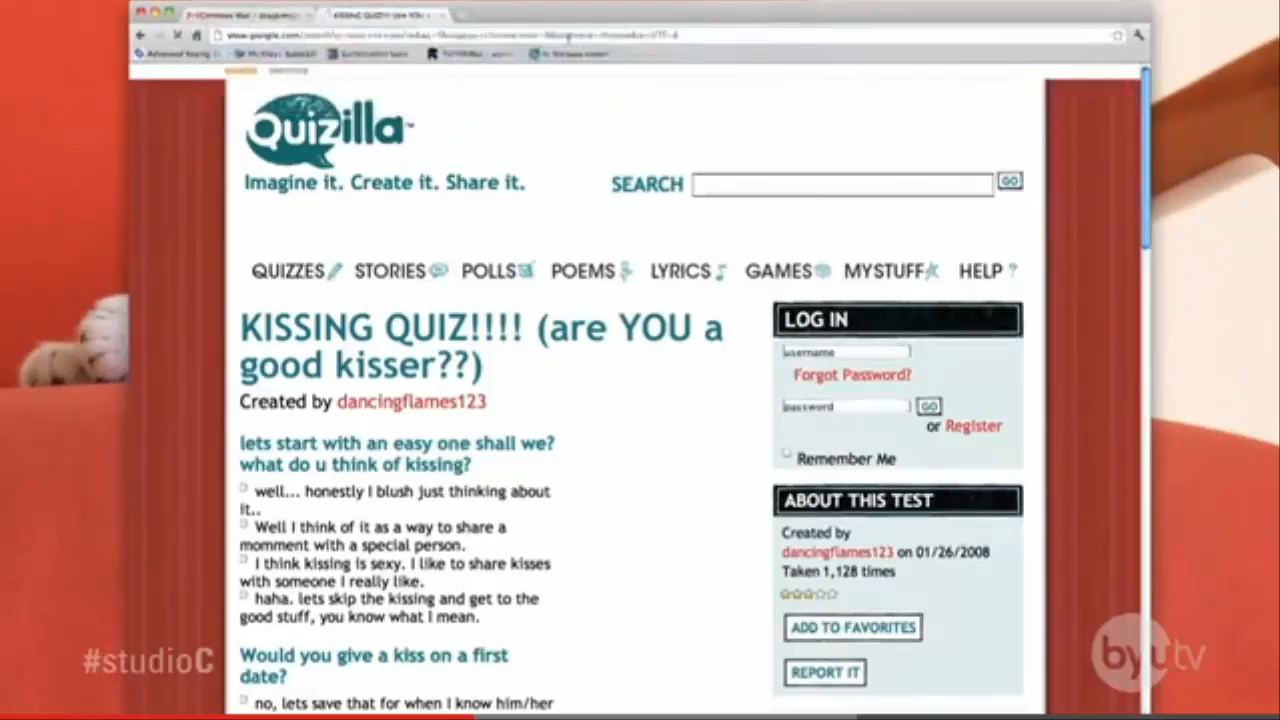 KISSING QUIZ!!!! (are YOU a
Quizilla
Imagine it. Create it. Share it.
SEARCH
GO
QUIZZES
STORIES
POLLS
POEMS
LYRICS
GAMES
MYSTUFF
HELP ?
KISSING QUIZ!!!! (are YOU a
good kisser??)
Created by dancingflames123
lets start with an easy one shall we?
what do u think of kissing?
well... honestly I blush just thinking about
it..
Well I think of it as a way to share a
momment with a special person.
I think kissing is sexy. I like to share kisses
with someone I really like.
haha. lets skip the kissing and get to the
good stuff, you know what I mean.
Would you give a kiss on a first
date?
no, lets save that for when I know him/her
LOG IN
username
Forgot Password?
password
GO
or Register
Remember Me
ABOUT THIS TEST
Created by
dancingflames123 on 01/26/2008
Taken 1,128 times
ADD TO FAVORITES
REPORT IT
#studioC
byutv